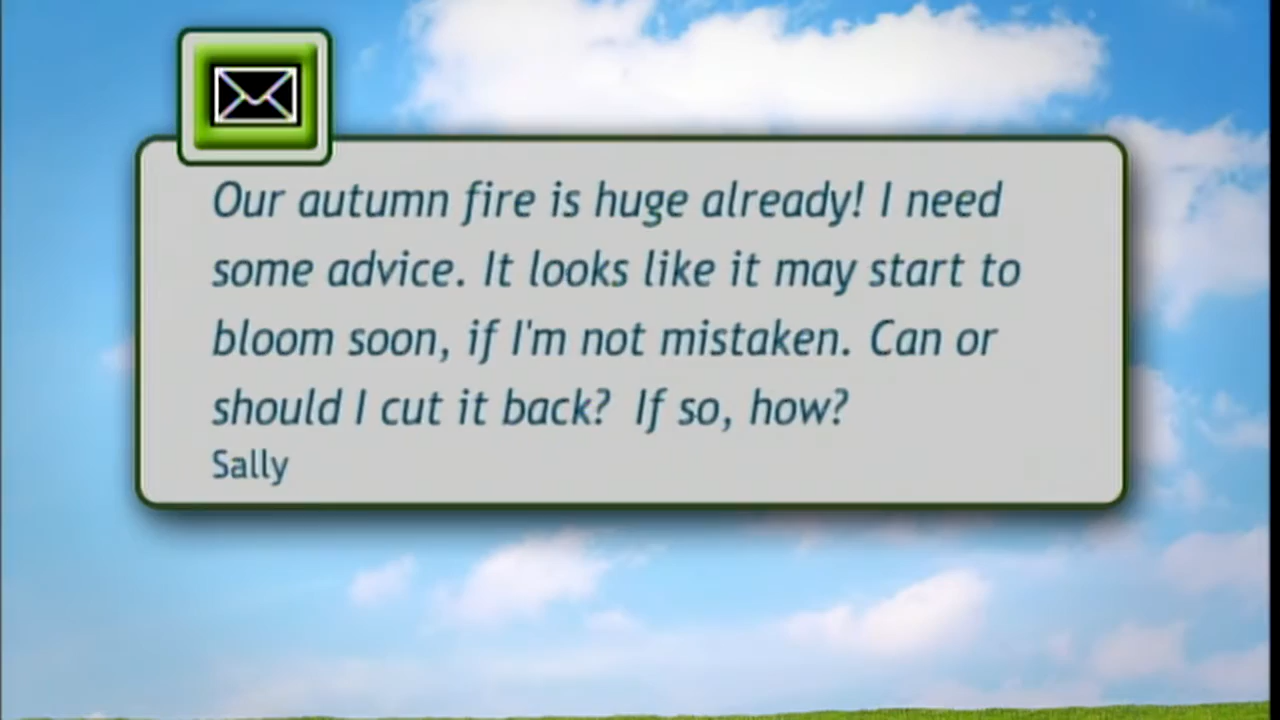 Our autumn fire is huge already! I need
some advice. It looks like it may start to
bloom soon, if I'm not mistaken. Can or
should I cut it back?  If so, how?
Sally